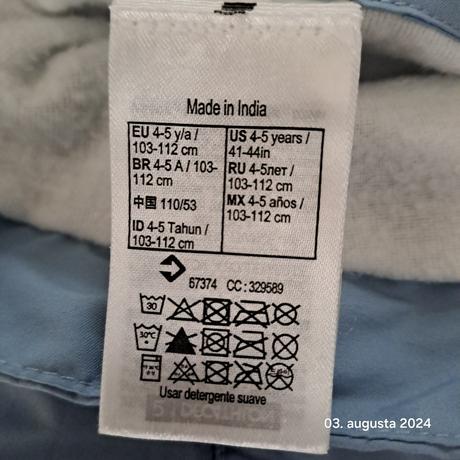 Made in India
EU 4-5 y/a /
103-112 cm
BR 4-5 A / 103-
112 cm
中国 110/53
ID 4-5 Tahun /
103-112 cm
US 4-5 years /
41-44in
RU 4-5лет /
103-112 cm
MX 4-5 años /
103-112 cm
67374 CC : 329589
30
30°C
Usar detergente suave
03. augusta 2024